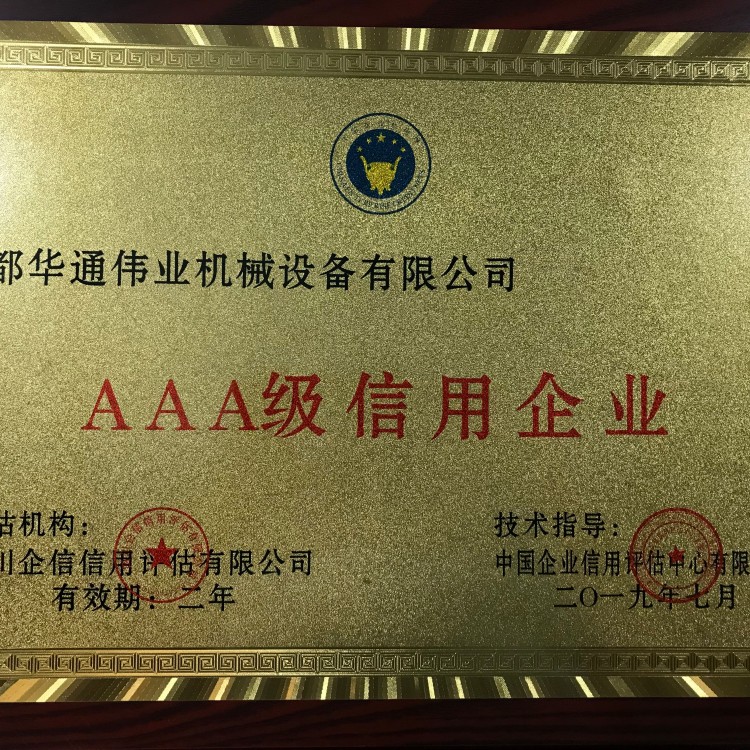 都华通伟业机械设备有限公司
AAA级信用企业
估机构：
川企信信用评估有限公司
有效期：二年
技术指导：
中国企业信用评估中心有限
二〇一九年七月